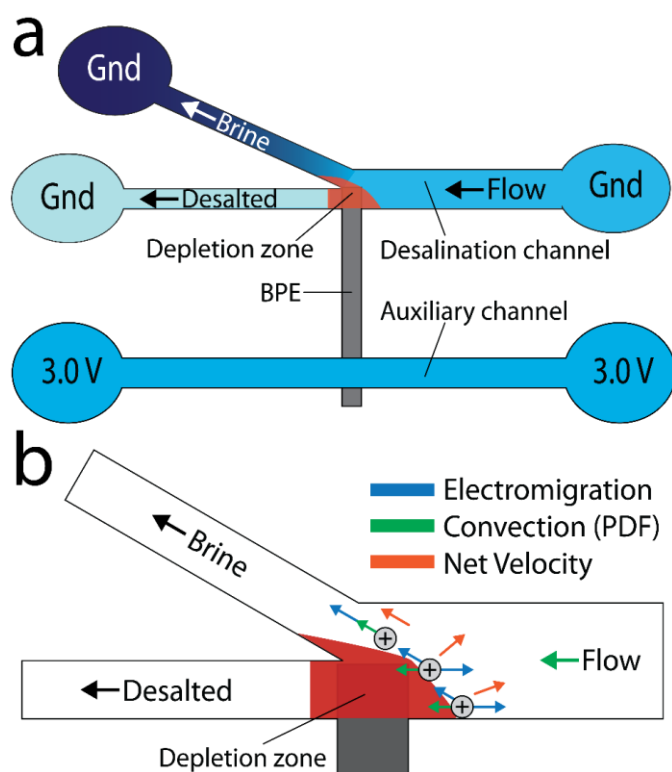 a
Gnd
Brine
Gnd
Desalted
Flow
Gnd
Depletion zone
Desalination channel
BPE
Auxiliary channel
3.0 V
3.0 V
b
Electromigration
Convection (PDF)
Net Velocity
Brine
+
+
+
Flow
Desalted
Depletion zone